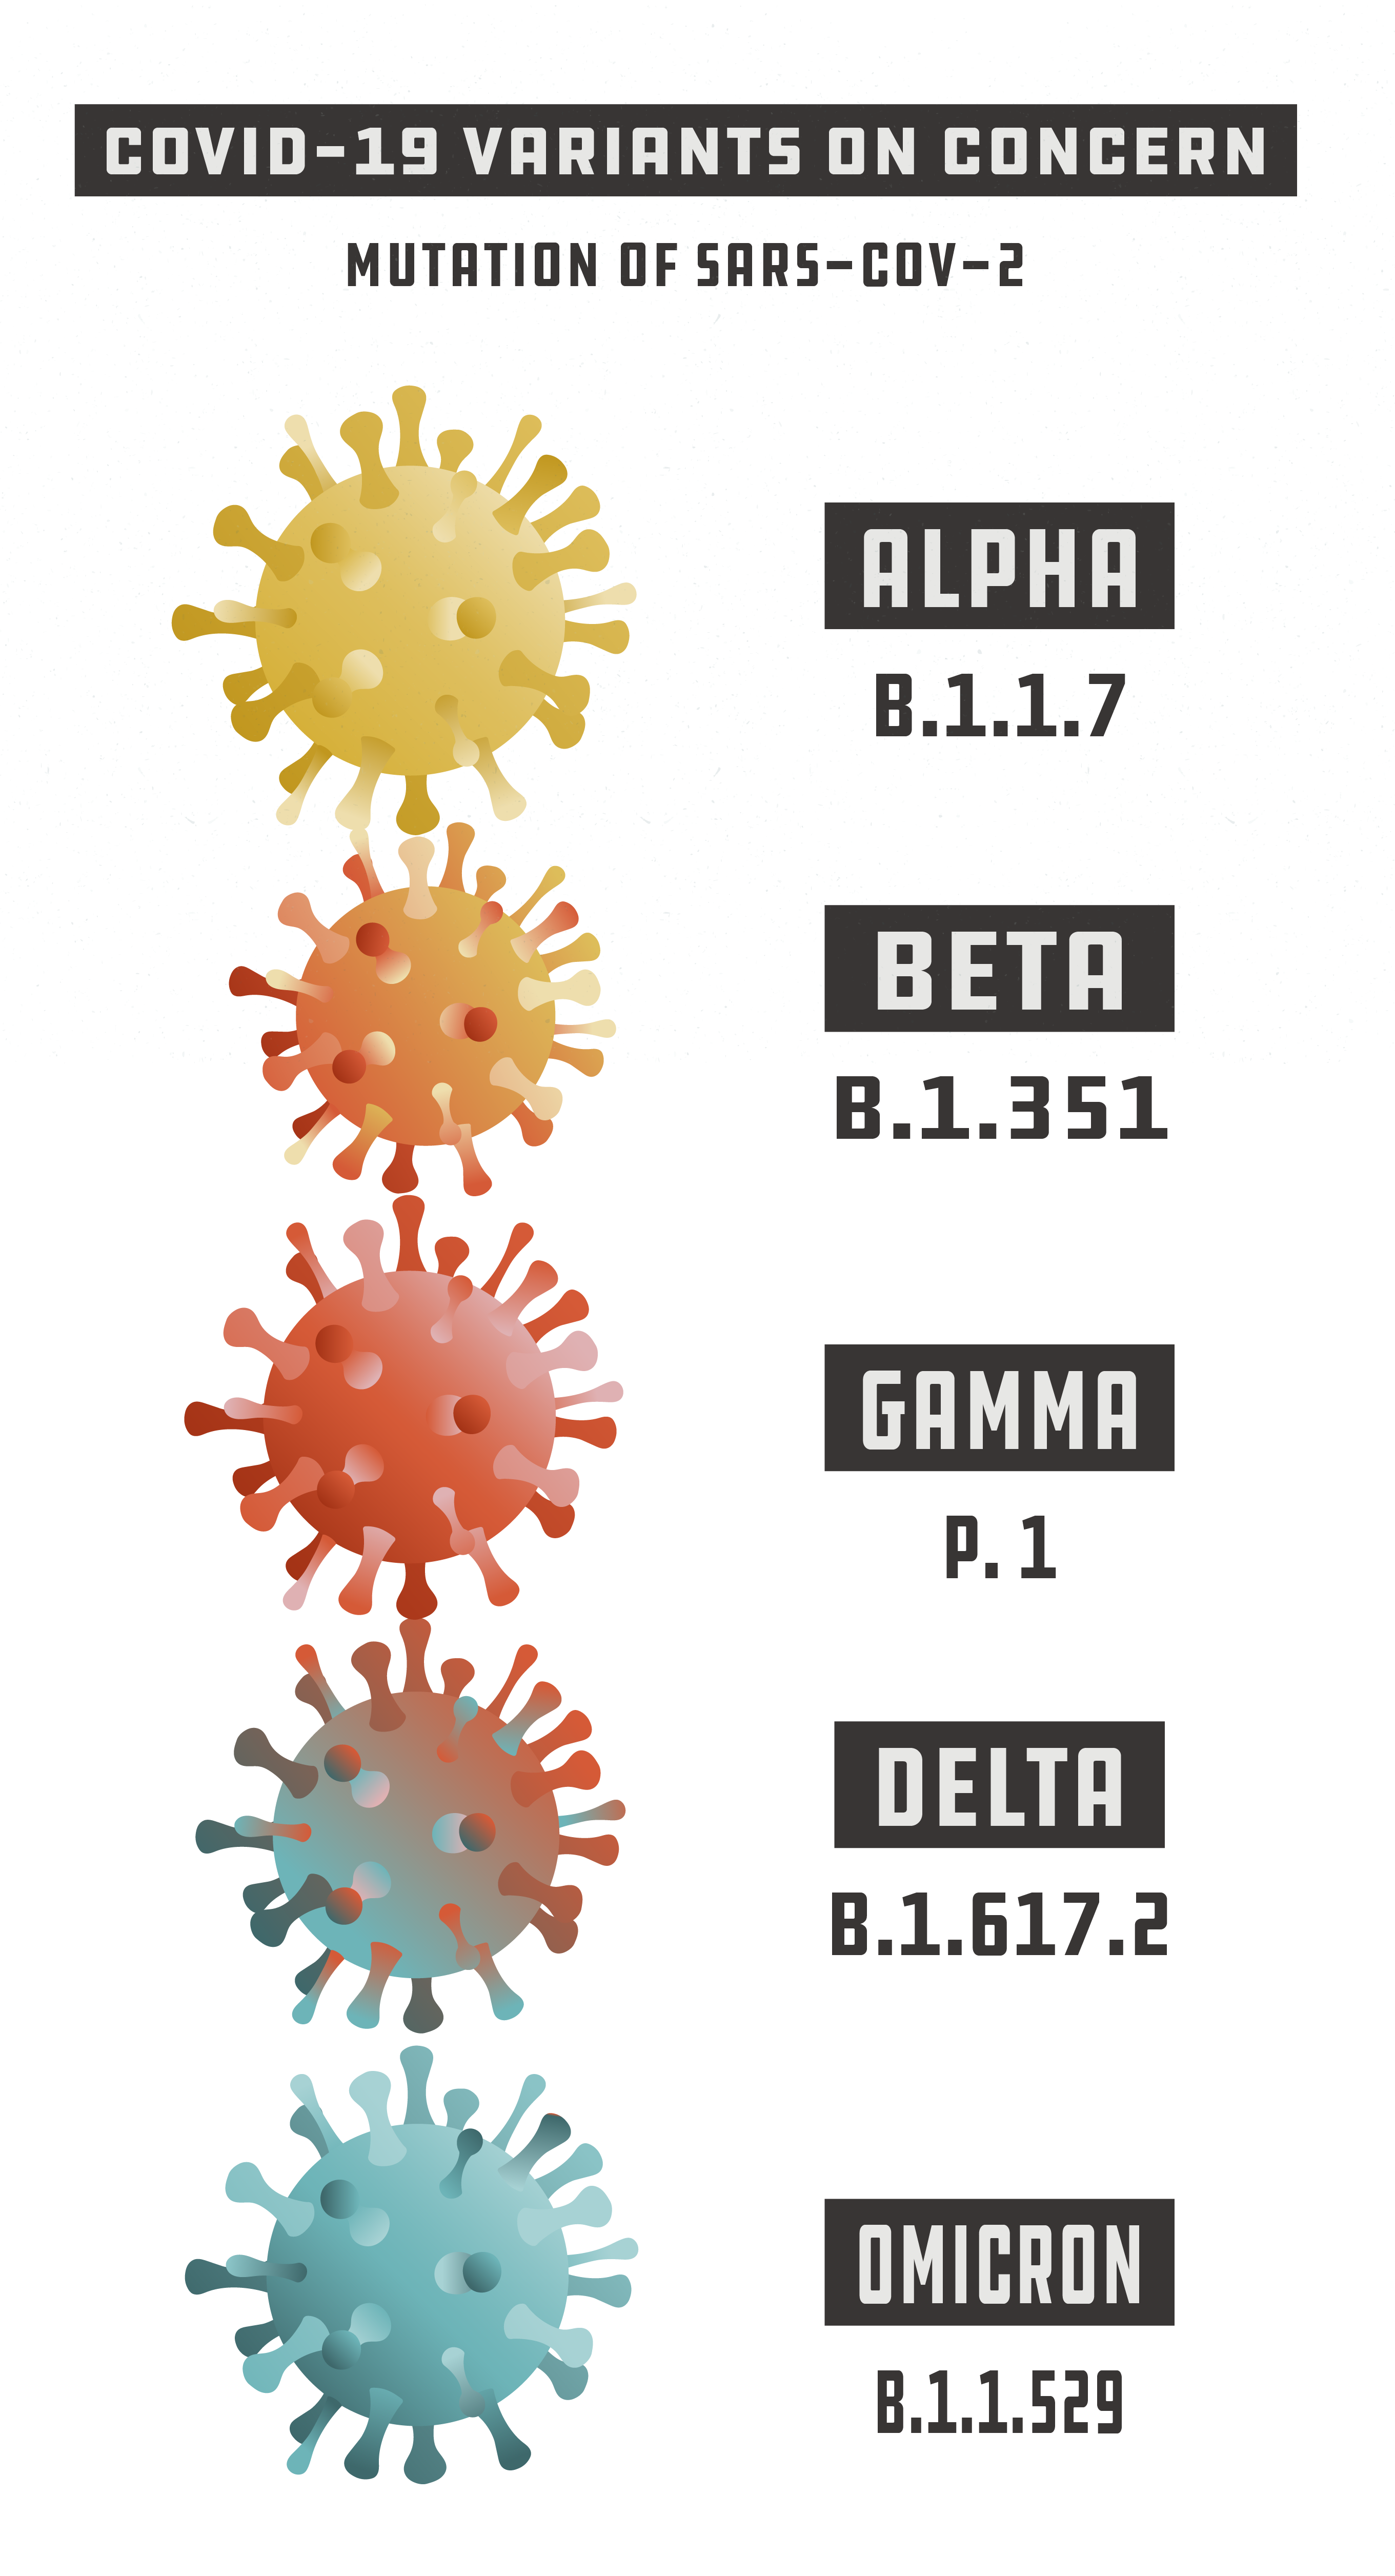 COVID-19 VARIANTS ON CONCERN
MUTATION OF SARS-COV-2
ALPHA
B.1.1.7
BETA
B.1.351
GAMMA
P. 1
DELTA
B.1.617.2
OMICRON
B.1.1.529